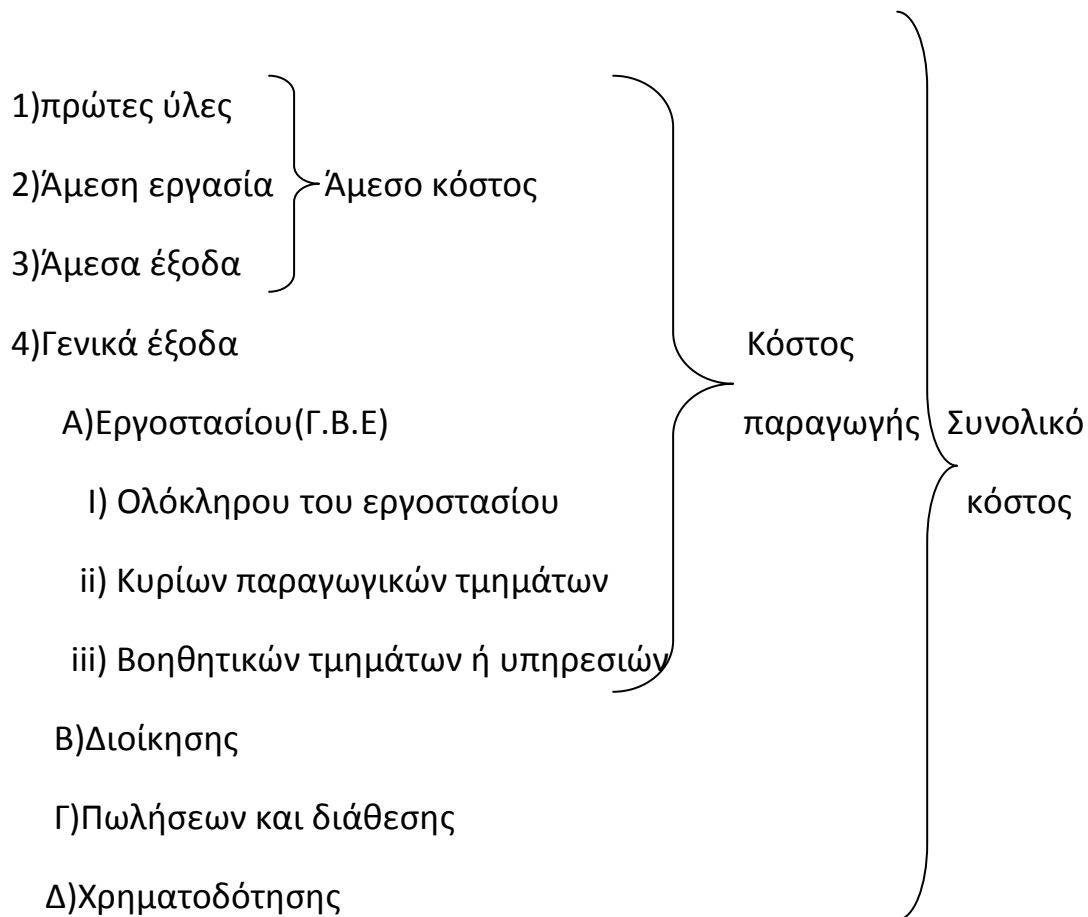 1)πρώτες ύλες
2)Άμεση εργασία Άμεσο κόστος
3)Άμεσα έξοδα
4)Γενικά έξοδα Κόστος
Α)Εργοστασίου(Γ.Β.Ε) παραγωγής Συνολικό
Ι) Ολόκληρου του εργοστασίου κόστος
ii) Κυρίων παραγωγικών τμημάτων
iii) Βοηθητικών τμημάτων ή υπηρεσιών
Β)Διοίκησης
Γ)Πωλήσεων και διάθεσης
Δ)Χρηματοδότησης